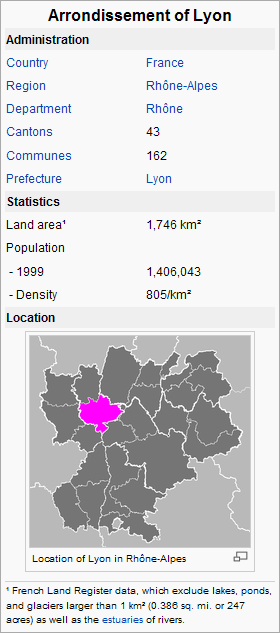 Arrondissement of Lyon
Administration
Country France
Region Rhône-Alpes
Department Rhône
Cantons 43
Communes 162
Prefecture Lyon
Statistics
Land area¹ 1,746 km²
Population
- 1999 1,406,043
- Density 805/km²
Location
Location of Lyon in Rhône-Alpes
¹ French Land Register data, which exclude lakes, ponds,
and glaciers larger than 1 km² (0.386 sq. mi. or 247
acres) as well as the estuaries of rivers.